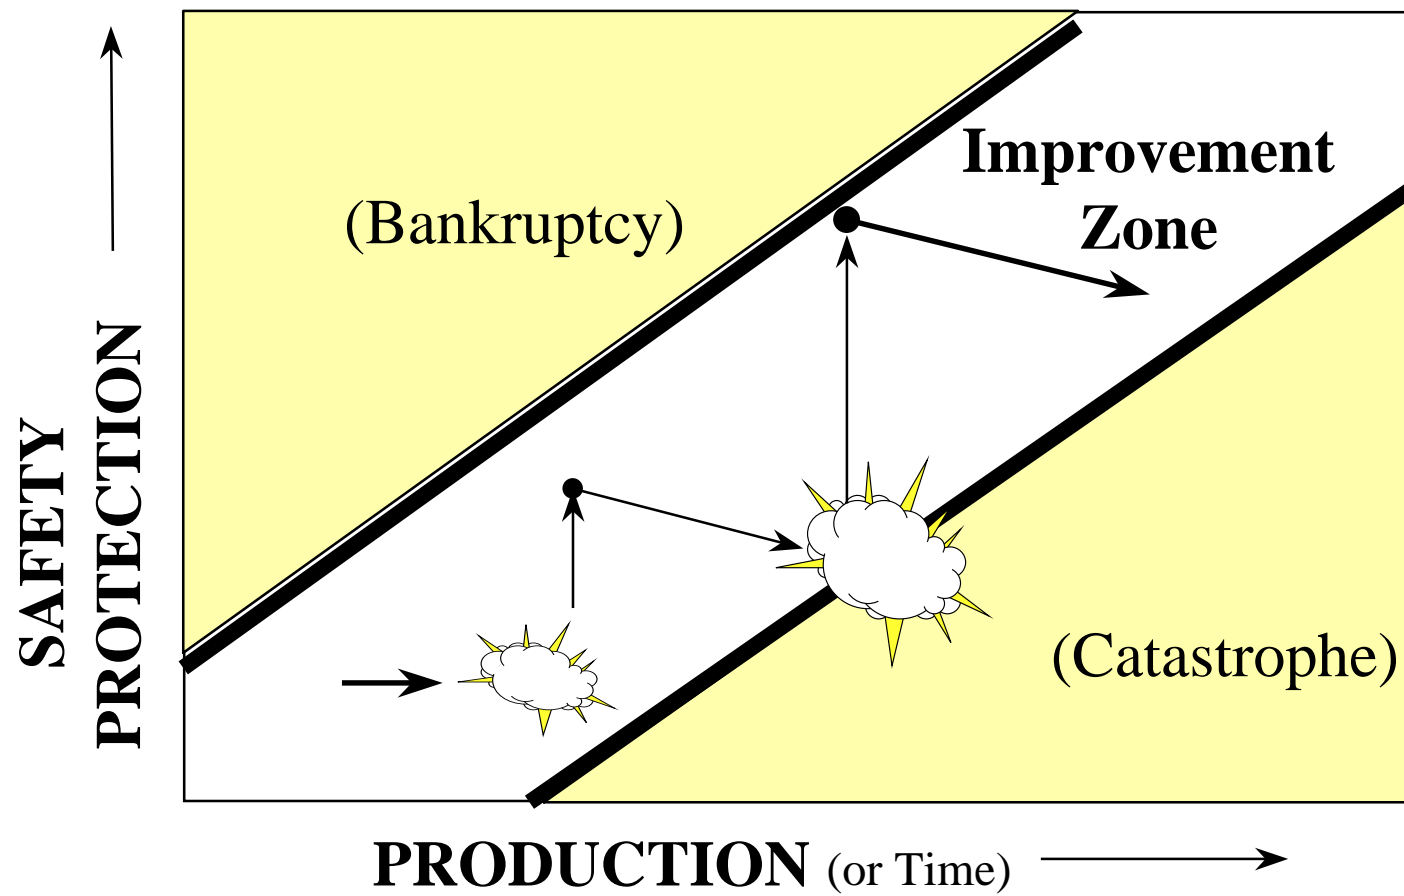 SAFETY
PROTECTION
(Bankruptcy)
Improvement
Zone
(Catastrophe)
PRODUCTION (or Time)